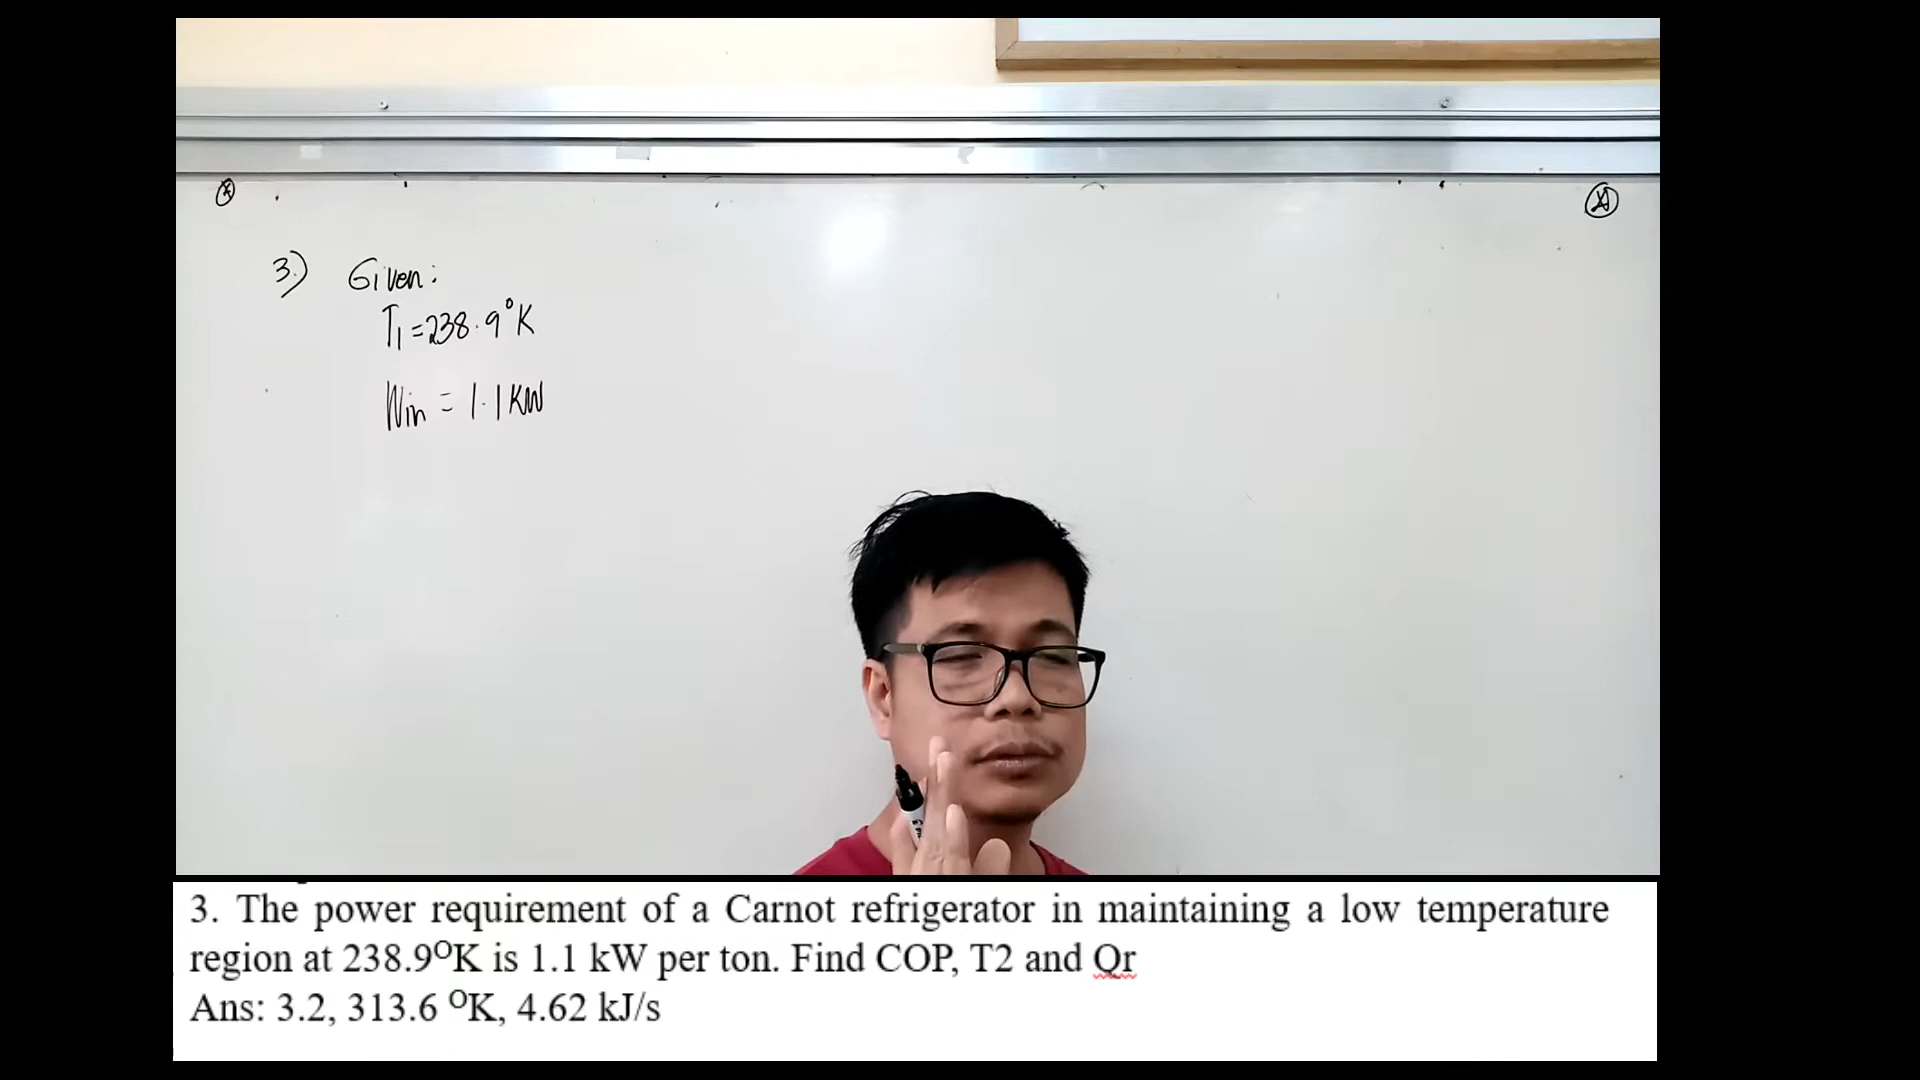 3.) Given:
T1 = 238.9°K
Win = 1.1 KW
3. The power requirement of a Carnot refrigerator in maintaining a low temperature
region at 238.9ᴼK is 1.1 kW per ton. Find COP, T2 and Qr
Ans: 3.2, 313.6 ᴼK, 4.62 kJ/s